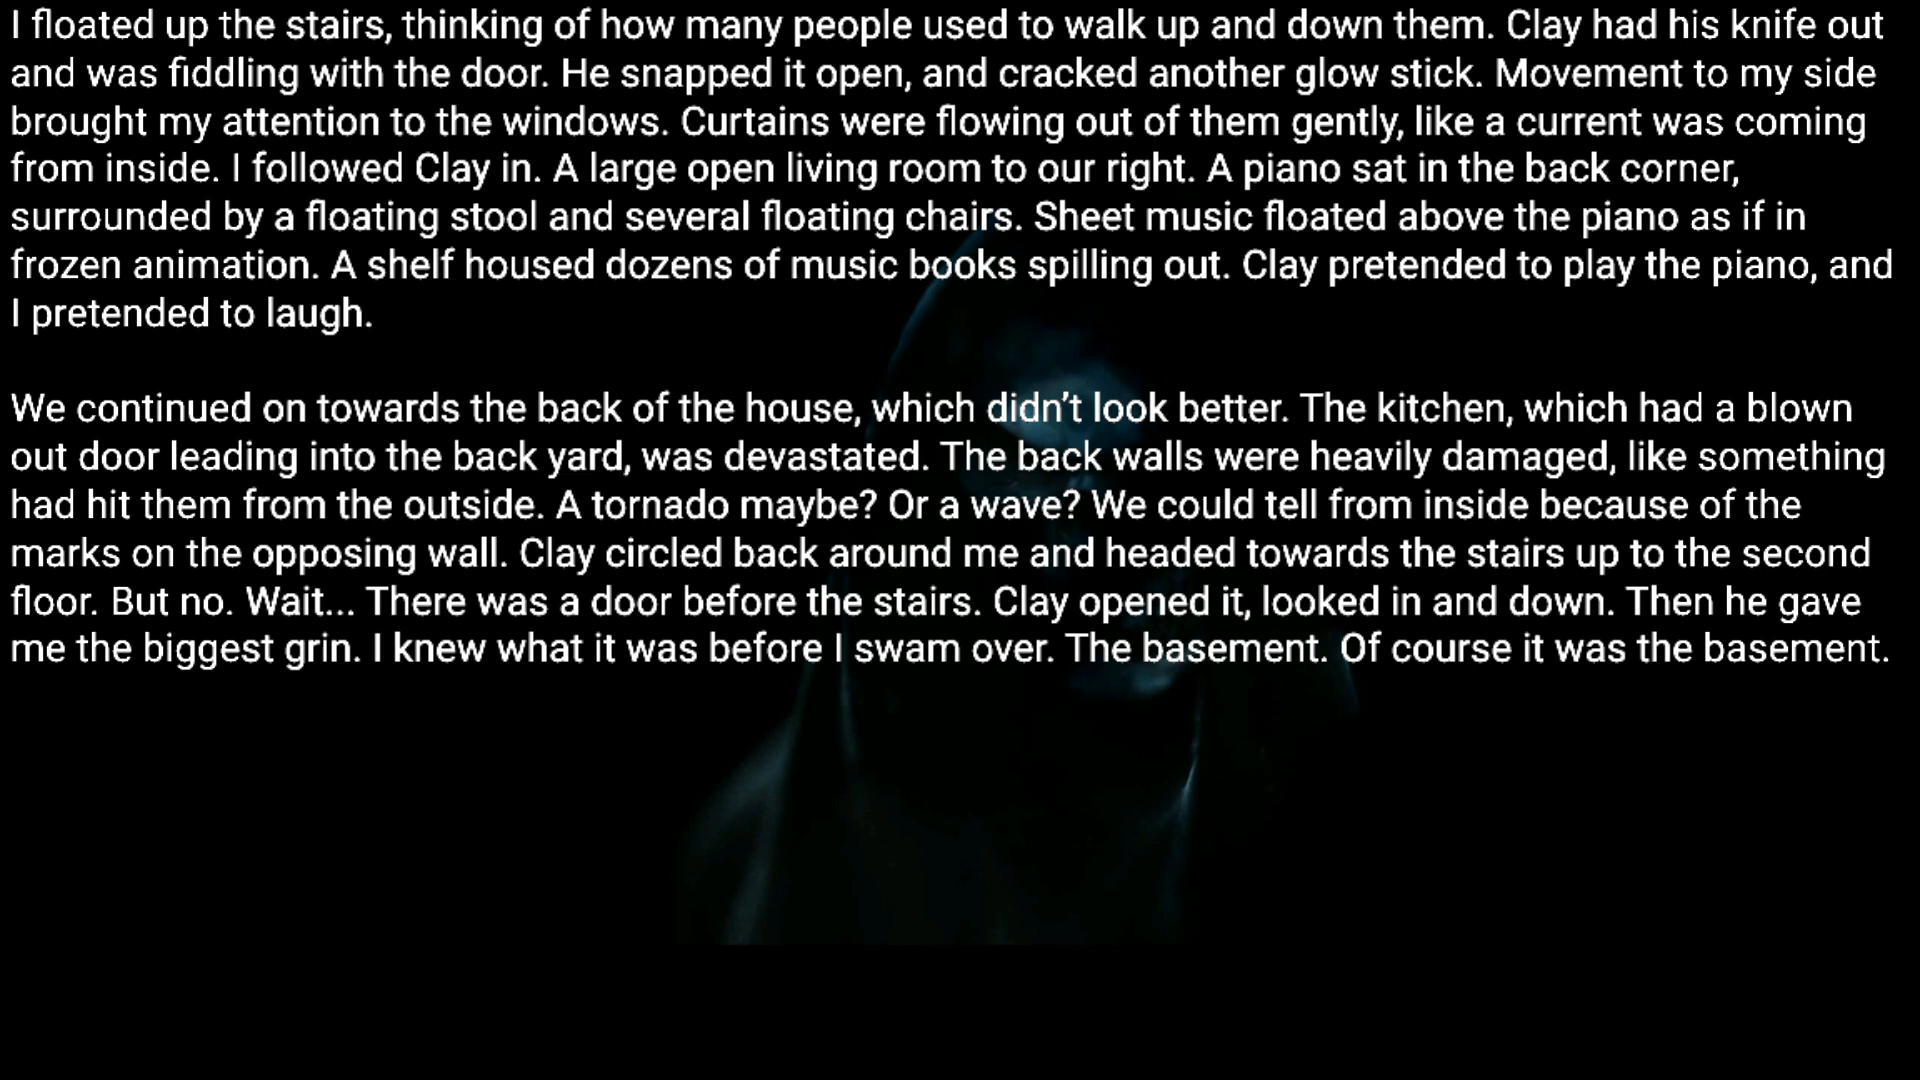 I floated up the stairs, thinking of how many people used to walk up and down them. Clay had his knife out
and was fiddling with the door. He snapped it open, and cracked another glow stick. Movement to my side
brought my attention to the windows. Curtains were flowing out of them gently, like a current was coming
from inside. I followed Clay in. A large open living room to our right. A piano sat in the back corner,
surrounded by a floating stool and several floating chairs. Sheet music floated above the piano as if in
frozen animation. A shelf housed dozens of music books spilling out. Clay pretended to play the piano, and
I pretended to laugh.
We continued on towards the back of the house, which didn’t look better. The kitchen, which had a blown
out door leading into the back yard, was devastated. The back walls were heavily damaged, like something
had hit them from the outside. A tornado maybe? Or a wave? We could tell from inside because of the
marks on the opposing wall. Clay circled back around me and headed towards the stairs up to the second
floor. But no. Wait... There was a door before the stairs. Clay opened it, looked in and down. Then he gave
me the biggest grin. I knew what it was before I swam over. The basement. Of course it was the basement.